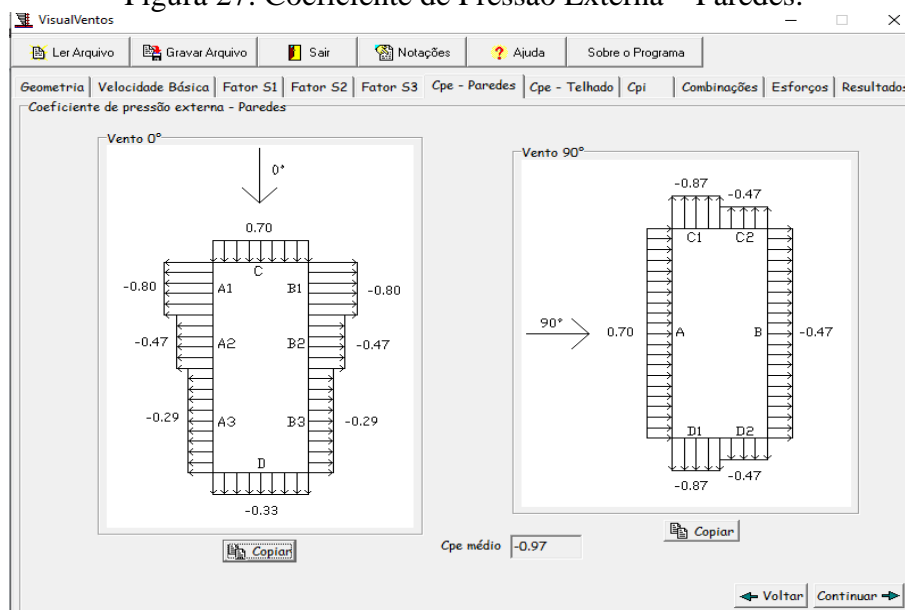 Figura 27: Coeficiente de Pressão Externa – Paredes.
VisualVentos
Ler Arquivo Gravar Arquivo Sair Notações Ajuda Sobre o Programa
Geometria Velocidade Básica Fator S1 Fator S2 Fator S3 Cpe - Paredes Cpe - Telhado Cpi Combinações Esforços Resultados
Coeficiente de pressão externa - Paredes
Vento 0°
0°
0.70
C
-0.80 A1 B1 -0.80
-0.47 A2 B2 -0.47
-0.29 A3 B3 -0.29
D
-0.33
Copiar
Vento 90°
-0.87 -0.47
C1 C2
90° 0.70 A B -0.47
D1 D2
-0.87 -0.47
Copiar
Cpe médio -0.97
Voltar Continuar